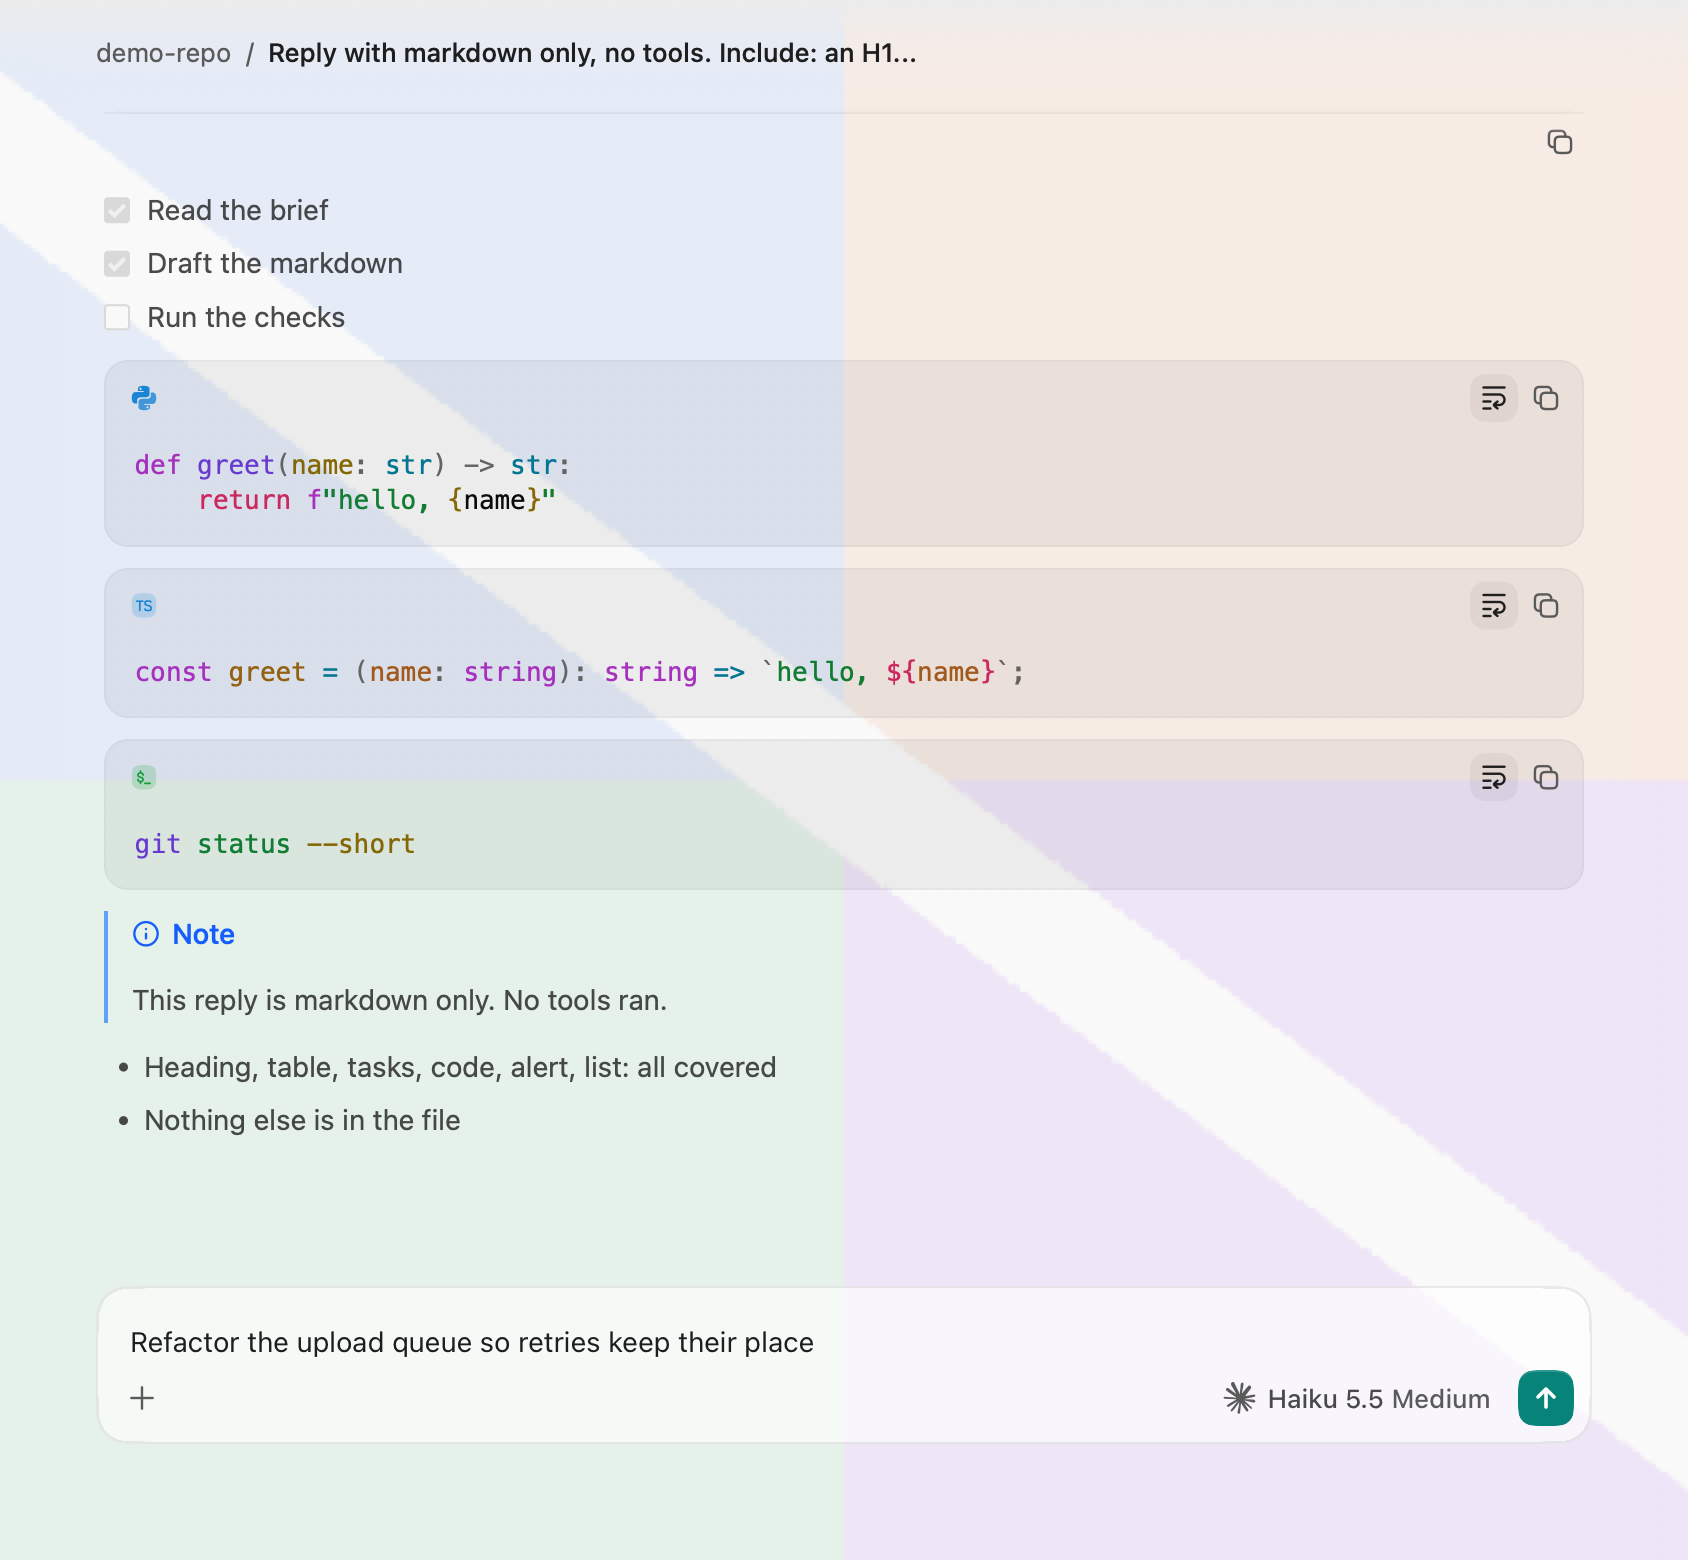 demo-repo / Reply with markdown only, no tools. Include: an H1...
Read the brief
Draft the markdown
Run the checks
def greet(name: str) -> str:
    return f"hello, {name}"
TS
const greet = (name: string): string => `hello, ${name}`;
$_
git status --short
Note
This reply is markdown only. No tools ran.
• Heading, table, tasks, code, alert, list: all covered
• Nothing else is in the file
Refactor the upload queue so retries keep their place
Haiku 5.5 Medium